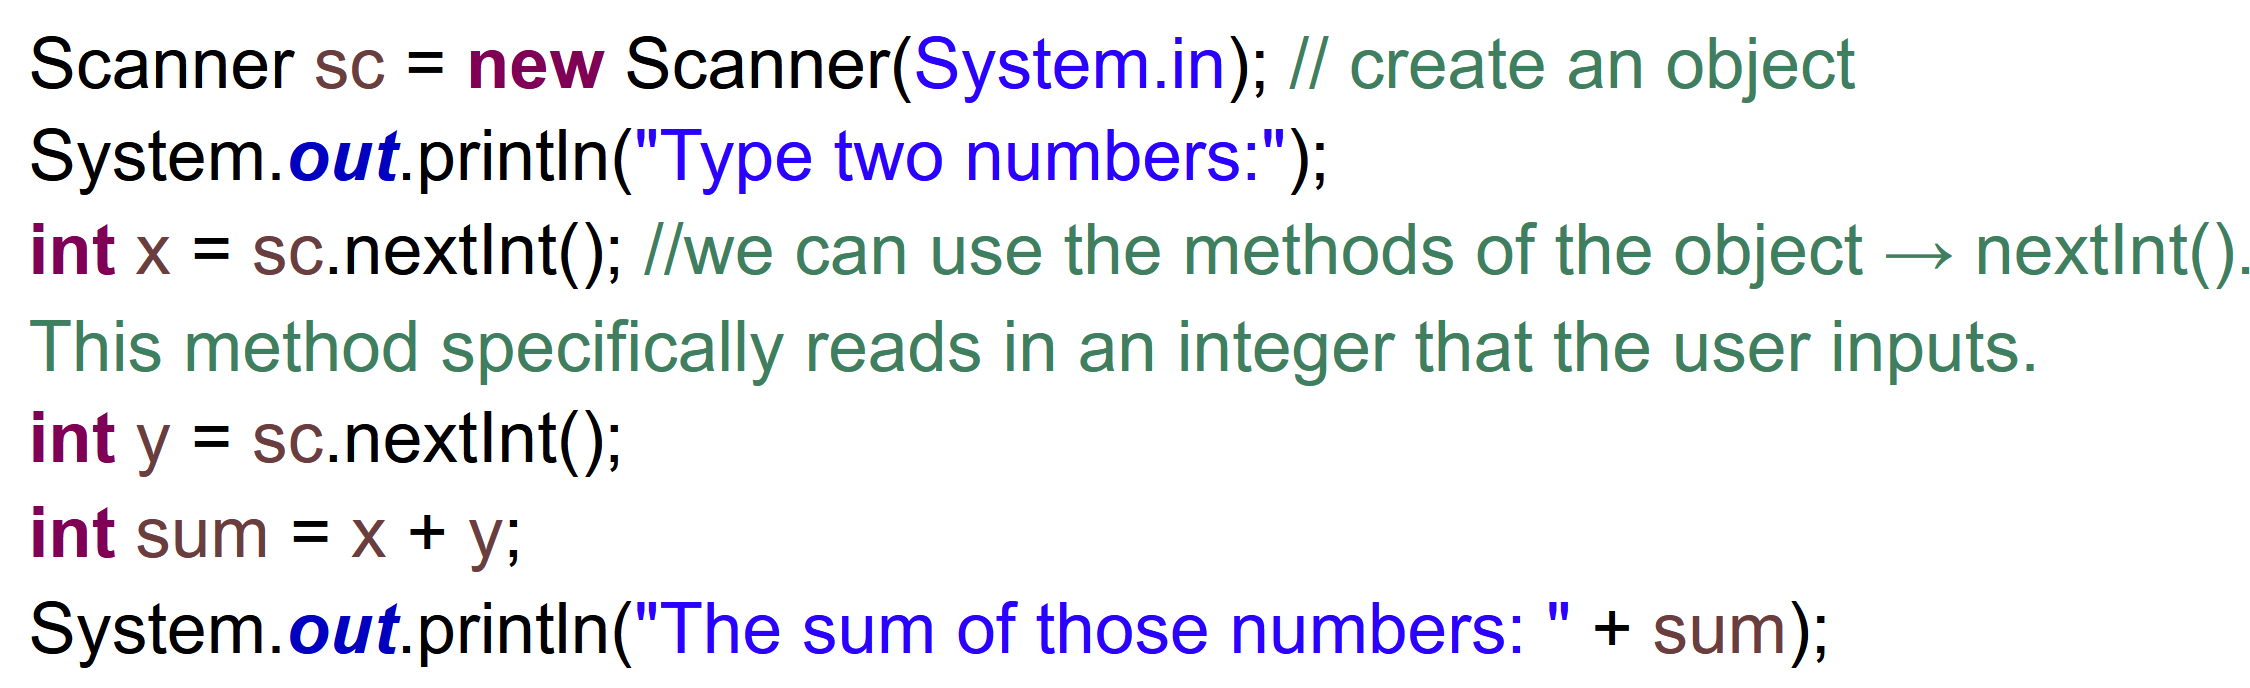 Scanner sc = new Scanner(System.in); // create an object
System.out.println("Type two numbers:");
int x = sc.nextInt(); //we can use the methods of the object → nextInt().
This method specifically reads in an integer that the user inputs.
int y = sc.nextInt();
int sum = x + y;
System.out.println("The sum of those numbers: " + sum);